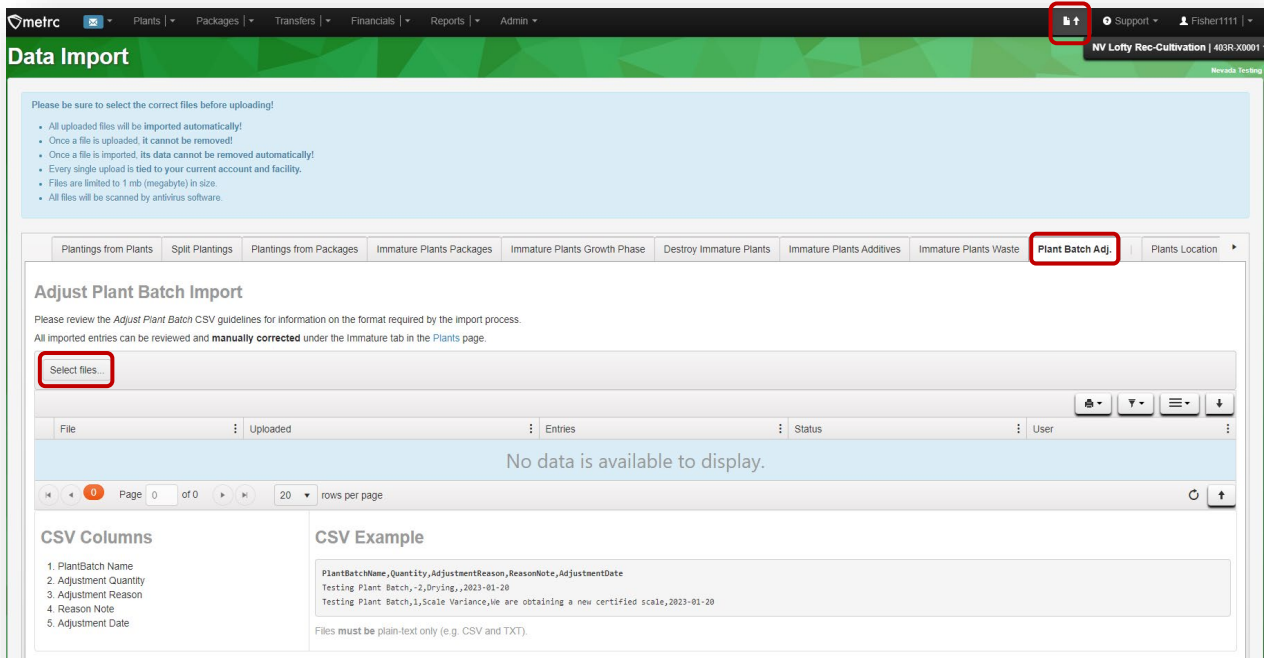 metrc Plants Packages Transfers Financials Reports Admin Support Fisher1111
Data Import
NV Lofty Rec-Cultivation | 403R-X0001
Nevada Testing
Please be sure to select the correct files before uploading!
• All uploaded files will be imported automatically!
• Once a file is uploaded, it cannot be removed!
• Once a file is imported, its data cannot be removed automatically!
• Every single upload is tied to your current account and facility.
• Files are limited to 1 mb (megabyte) in size.
• All files will be scanned by antivirus software.
Plantings from Plants Split Plantings Plantings from Packages Immature Plants Packages Immature Plants Growth Phase Destroy Immature Plants Immature Plants Additives Immature Plants Waste Plant Batch Adj. Plants Location
Adjust Plant Batch Import
Please review the Adjust Plant Batch CSV guidelines for information on the format required by the import process.
All imported entries can be reviewed and manually corrected under the Immature tab in the Plants page.
Select files...
File Uploaded Entries Status User
No data is available to display.
0 Page 0 of 0 20 rows per page
CSV Columns
1. PlantBatch Name
2. Adjustment Quantity
3. Adjustment Reason
4. Reason Note
5. Adjustment Date
CSV Example
PlantBatchName,Quantity,AdjustmentReason,ReasonNote,AdjustmentDate
Testing Plant Batch,-2,Drying,,2023-01-20
Testing Plant Batch,1,Scale Variance,We are obtaining a new certified scale,2023-01-20
Files must be plain-text only (e.g. CSV and TXT).